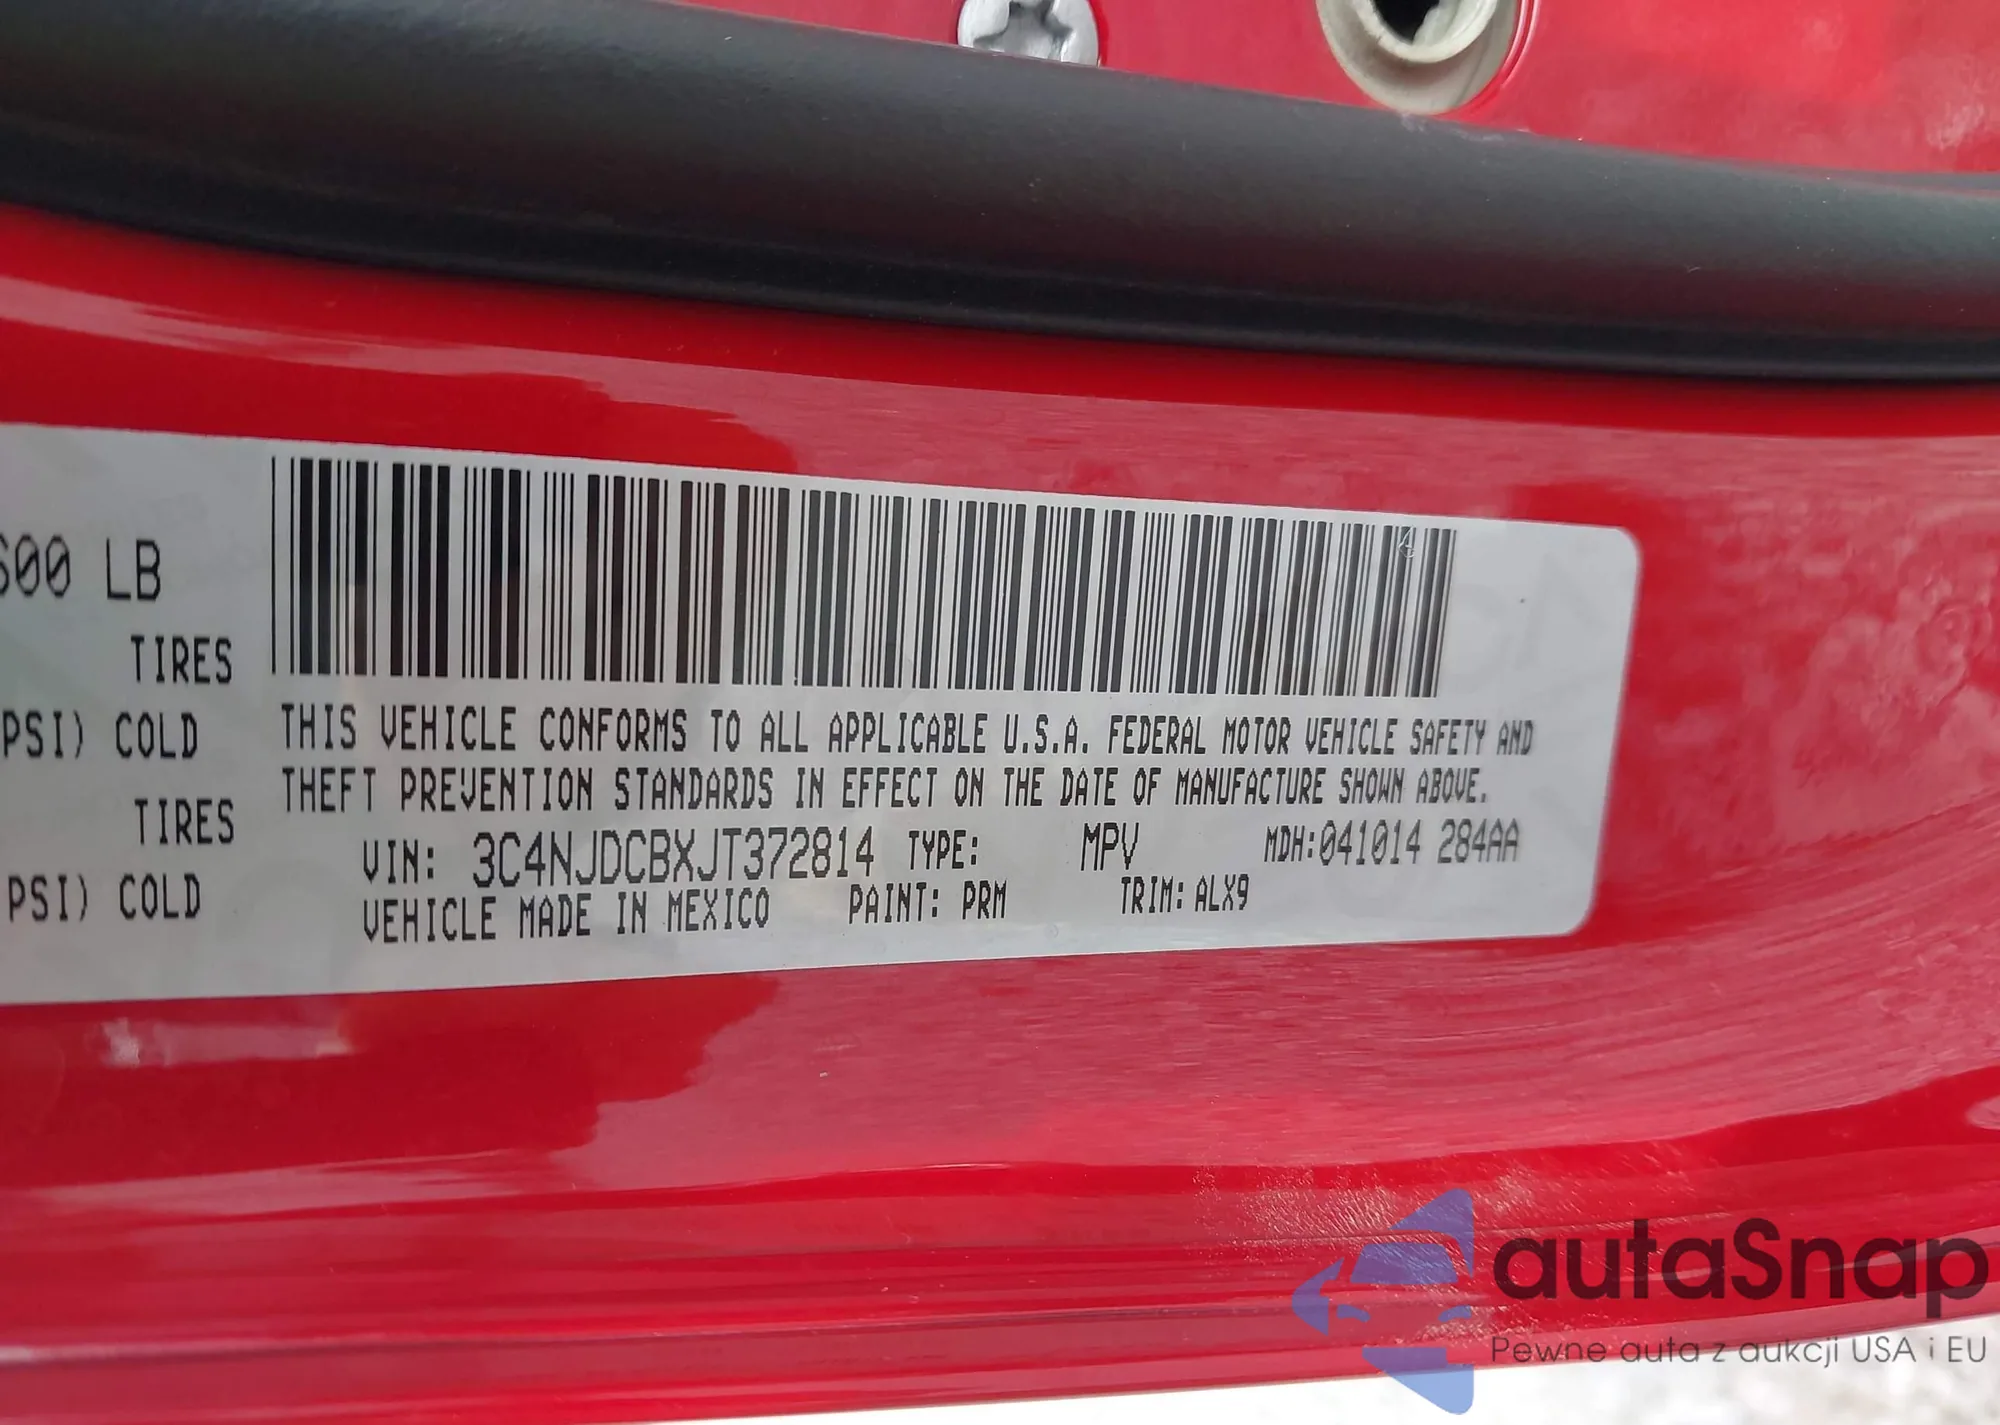 600 LB
TIRES
PSI) COLD
TIRES
PSI) COLD
THIS VEHICLE CONFORMS TO ALL APPLICABLE U.S.A. FEDERAL MOTOR VEHICLE SAFETY AND
THEFT PREVENTION STANDARDS IN EFFECT ON THE DATE OF MANUFACTURE SHOWN ABOVE.
VIN: 3C4NJDCBXJT372814 TYPE: MPV MDH:041014 284AA
VEHICLE MADE IN MEXICO PAINT: PRM TRIM: ALX9
autaSnap
Pewne auta z aukcji USA i EU